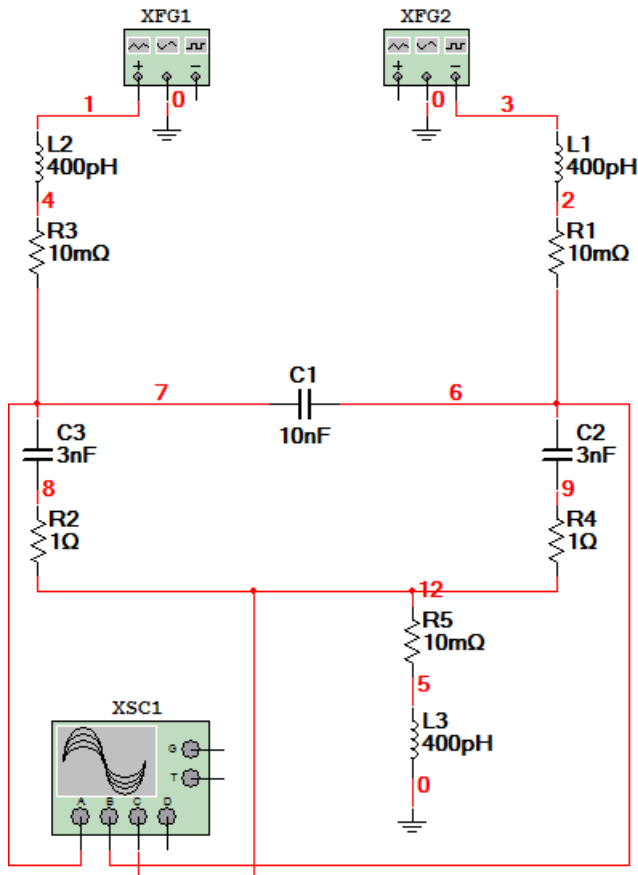 XFG1 XFG2
+ − + −
1 0 0 3
L2 L1
400pH 400pH
4 2
R3 R1
10mΩ 10mΩ
C1
7 6
10nF
C3 C2
3nF 3nF
8 9
R2 R4
1Ω 1Ω
12
R5
10mΩ
5
XSC1
L3
400pH
G
T
0
A B C D